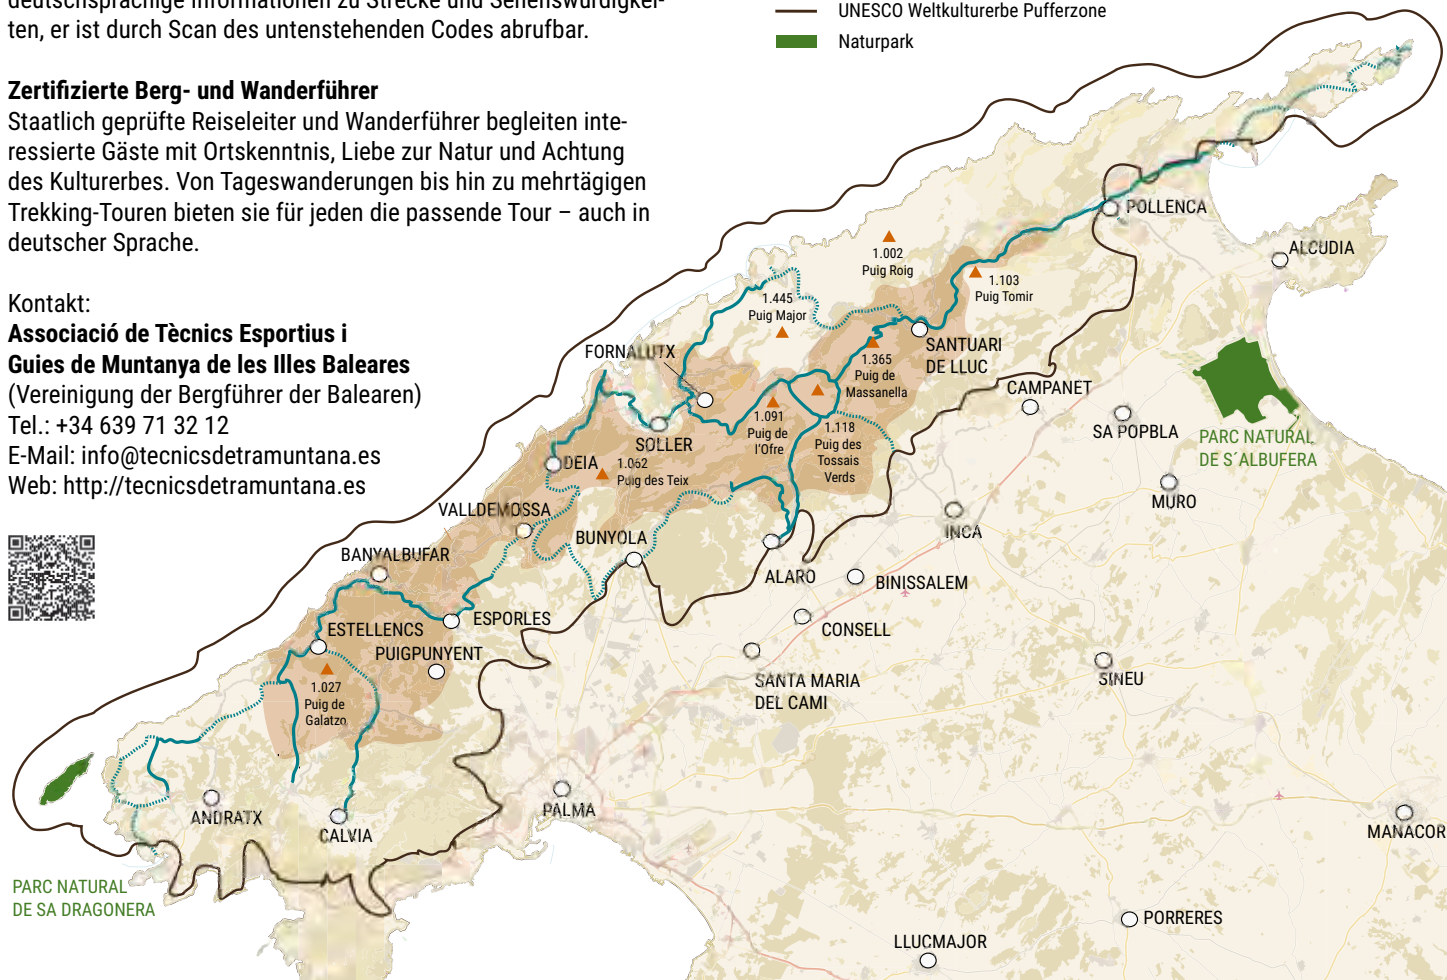 deutschsprachige Informationen zu Strecke und Sehenswürdigkei-
ten, er ist durch Scan des untenstehenden Codes abrufbar.
Zertifizierte Berg- und Wanderführer
Staatlich geprüfte Reiseleiter und Wanderführer begleiten inte-
ressierte Gäste mit Ortskenntnis, Liebe zur Natur und Achtung
des Kulturerbes. Von Tageswanderungen bis hin zu mehrtägigen
Trekking-Touren bieten sie für jeden die passende Tour – auch in
deutscher Sprache.
Kontakt:
Associació de Tècnics Esportius i
Guies de Muntanya de les Illes Baleares
(Vereinigung der Bergführer der Balearen)
Tel.: +34 639 71 32 12
E-Mail: info@tecnicsdetramuntana.es
Web: http://tecnicsdetramuntana.es
UNESCO Weltkulturerbe Pufferzone
Naturpark
POLLENCA
ALCUDIA
1.002
Puig Roig
1.103
Puig Tomir
1.445
Puig Major
SANTUARI
DE LLUC
FORNALUTX
1.365
Puig de
Massanella
CAMPANET
1.091
Puig de
l'Ofre
1.118
Puig des
Tossals
Verds
SA POPBLA
PARC NATURAL
DE S´ALBUFERA
SOLLER
DEIA
1.062
Puig des Teix
MURO
VALLDEMOSSA
INCA
BUNYOLA
BANYALBUFAR
ALARO
BINISSALEM
ESPORLES
CONSELL
ESTELLENCS
PUIGPUNYENT
SANTA MARIA
DEL CAMI
SINEU
1.027
Puig de
Galatzo
ANDRATX
PALMA
CALVIA
MANACOR
PARC NATURAL
DE SA DRAGONERA
PORRERES
LLUCMAJOR